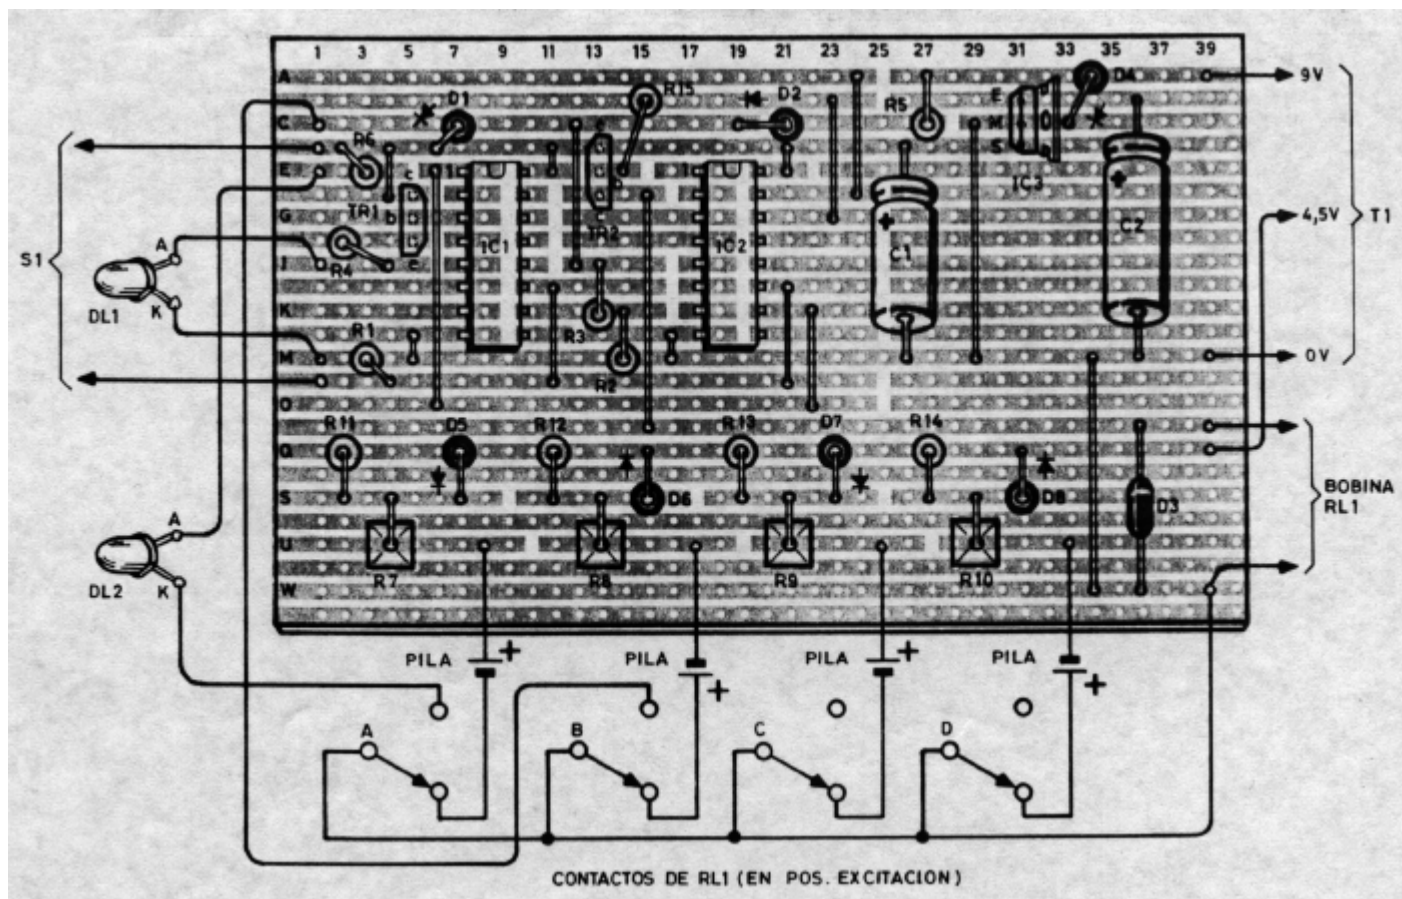 1 3 5 7 9 11 13 15 17 19 21 23 25 27 29 31 33 35 37 39
A
R15
D4
9V
D1
D2
R5
E
B
C
e
M
R6
S
E
1
1
c
b
IC3
S1
TR1
b
G
c
+
+
4,5V
T1
A
IC1
TR2
IC2
C1
C2
I
R4
e
K
DL1
K
R3
R1
M
0V
R2
O
R11
D5
R12
R13
D7
R14
Q
S
D6
D8
D3
BOBINA
RL1
A
U
DL2
K
R7
R8
R9
R10
W
PILA + PILA + PILA + PILA +
A B C D
CONTACTOS DE RL1 (EN POS. EXCITACION)